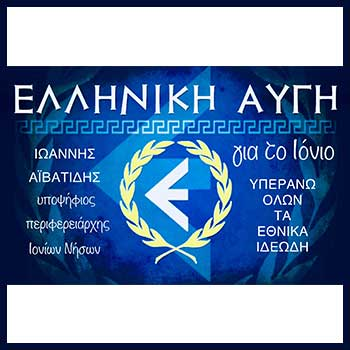 ΕΛΛΗΝΙΚΗ ΑΥΓΗ
ΙΩΑΝΝΗΣ
ΑΪΒΑΤΙΔΗΣ
υποψήφιος
περιφερειάρχης
Ιονίων Νήσων
για το Ιόνιο
ΥΠΕΡΑΝΩ
ΟΛΩΝ
ΤΑ
ΕΘΝΙΚΑ
ΙΔΕΩΔΗ